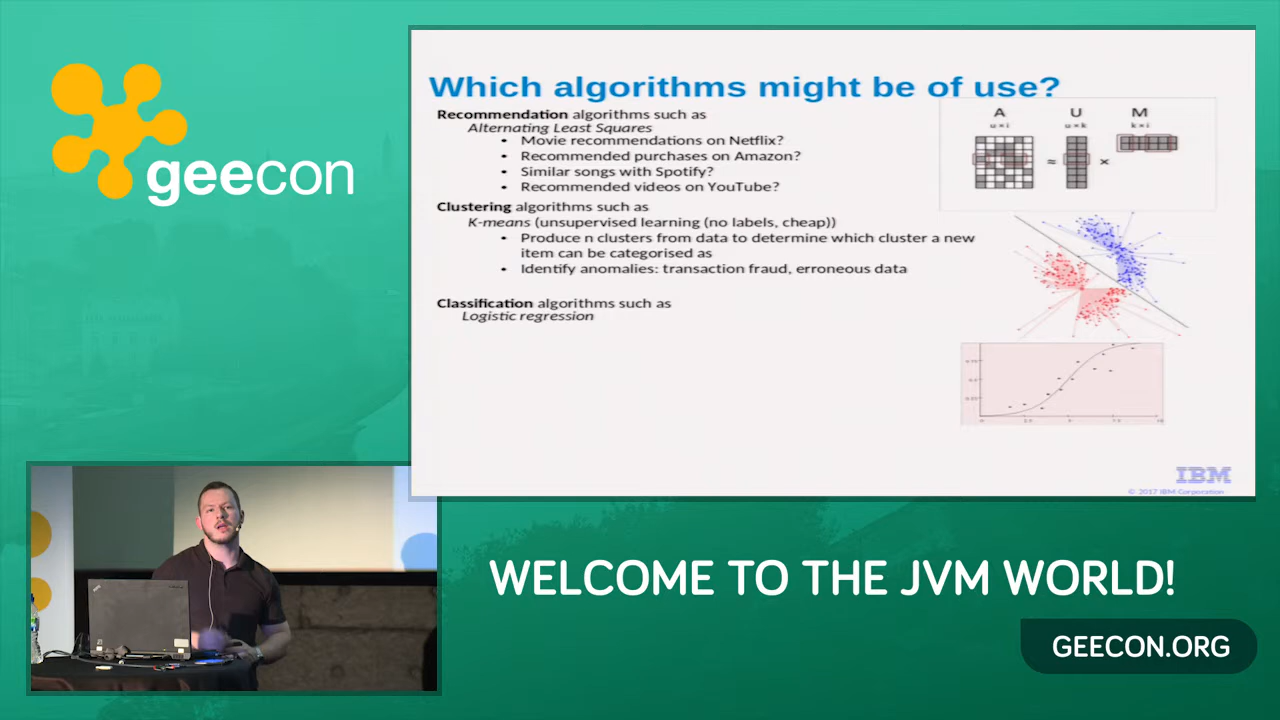 geecon
Which algorithms might be of use?
Recommendation algorithms such as
Alternating Least Squares
• Movie recommendations on Netflix?
• Recommended purchases on Amazon?
• Similar songs with Spotify?
• Recommended videos on YouTube?
Clustering algorithms such as
K-means (unsupervised learning (no labels, cheap))
• Produce n clusters from data to determine which cluster a new
item can be categorised as
• Identify anomalies: transaction fraud, erroneous data
Classification algorithms such as
Logistic regression
A U M
u×i u×k k×i
≈ ×
IBM
© 2017 IBM Corporation
WELCOME TO THE JVM WORLD!
GEECON.ORG